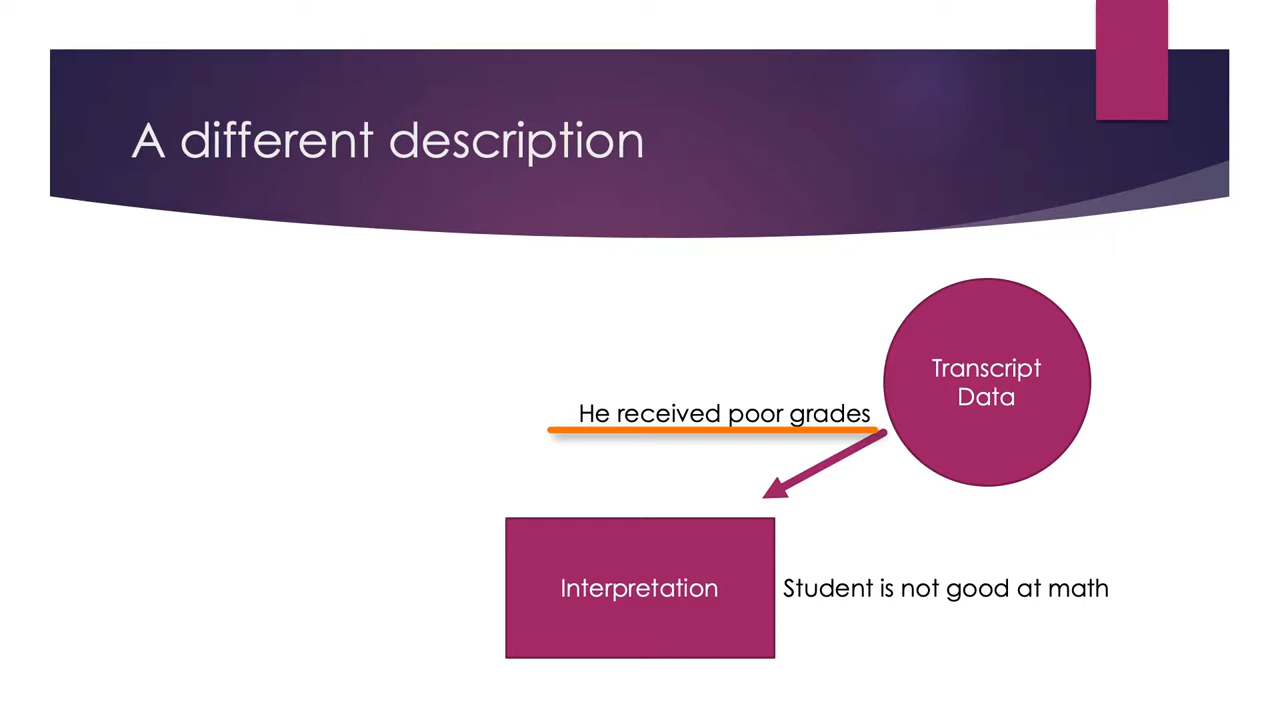 A different description
Transcript
Data
He received poor grades
Interpretation
Student is not good at math